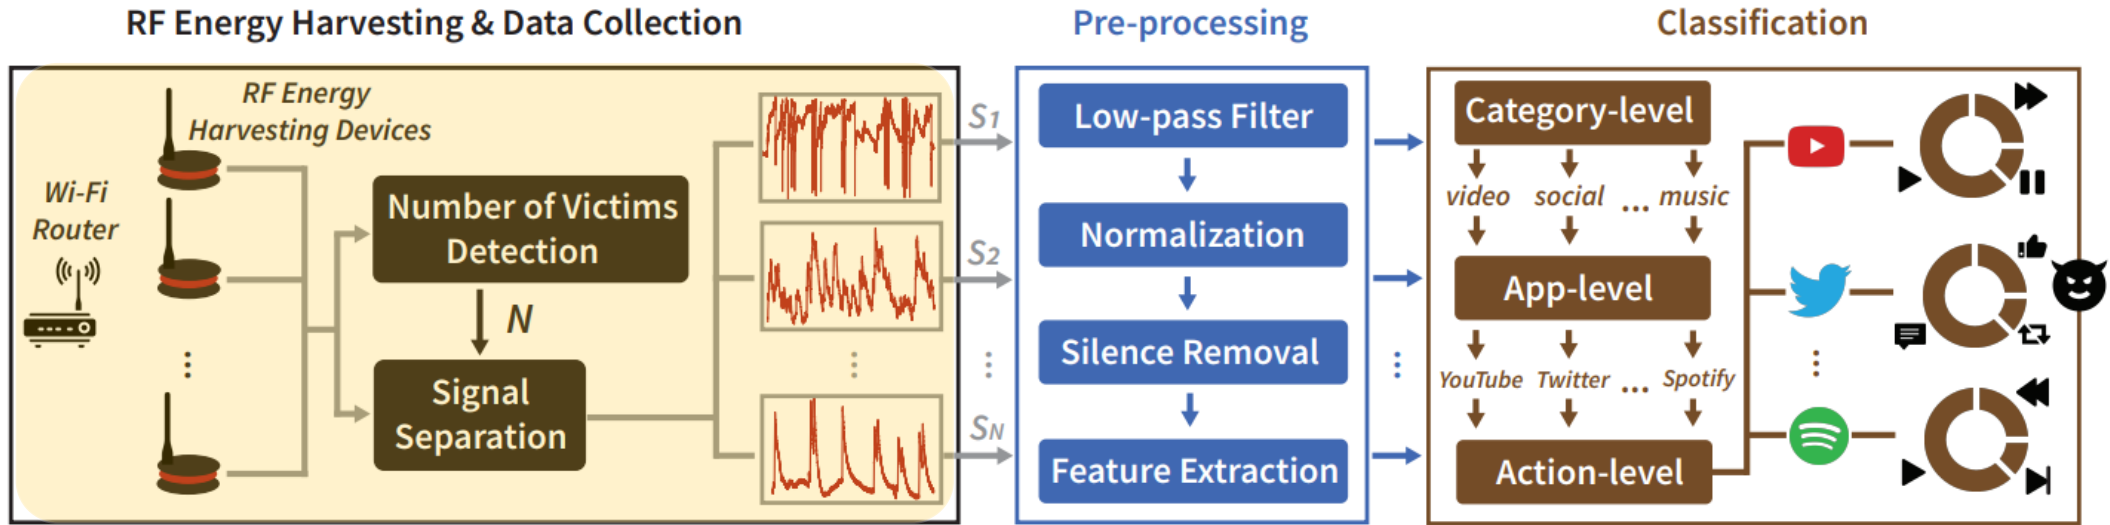 RF Energy Harvesting & Data Collection
Pre-processing
Classification
RF Energy
Harvesting Devices
Wi-Fi
Router
Number of Victims
Detection
N
Signal
Separation
S1
S2
SN
Low-pass Filter
Normalization
Silence Removal
Feature Extraction
Category-level
video social ... music
App-level
YouTube Twitter ... Spotify
Action-level